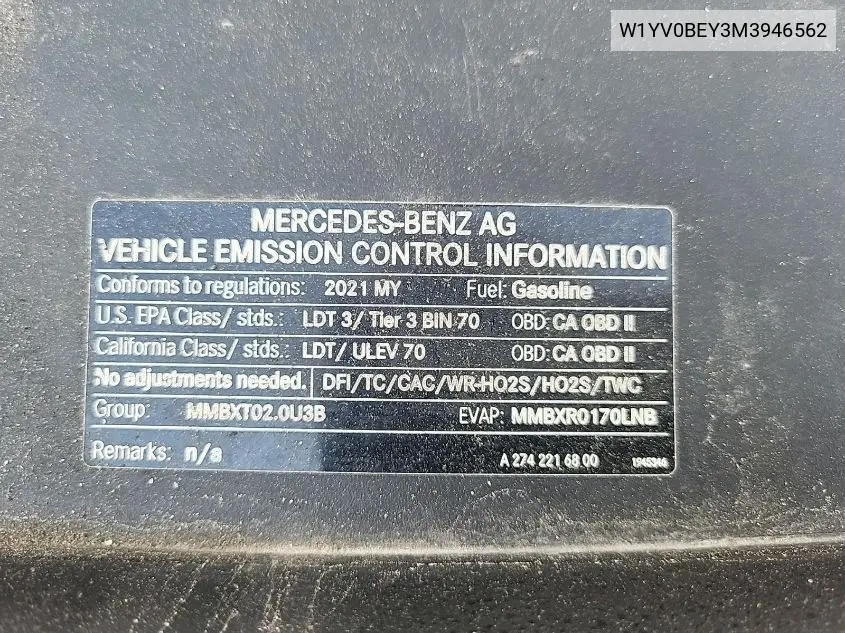 W1YV0BEY3M3946562
MERCEDES-BENZ AG
VEHICLE EMISSION CONTROL INFORMATION
Conforms to regulations: 2021 MY Fuel: Gasoline
U.S. EPA Class/ stds.: LDT 3/ Tier 3 BIN 70 OBD: CA OBD II
California Class/ stds.: LDT/ ULEV 70 OBD: CA OBD II
No adjustments needed. DFI/TC/CAC/WR-HO2S/HO2S/TWC
Group: MMBXT02.0U3B EVAP: MMBXR0170LNB
Remarks: n/a A 274 221 68 00